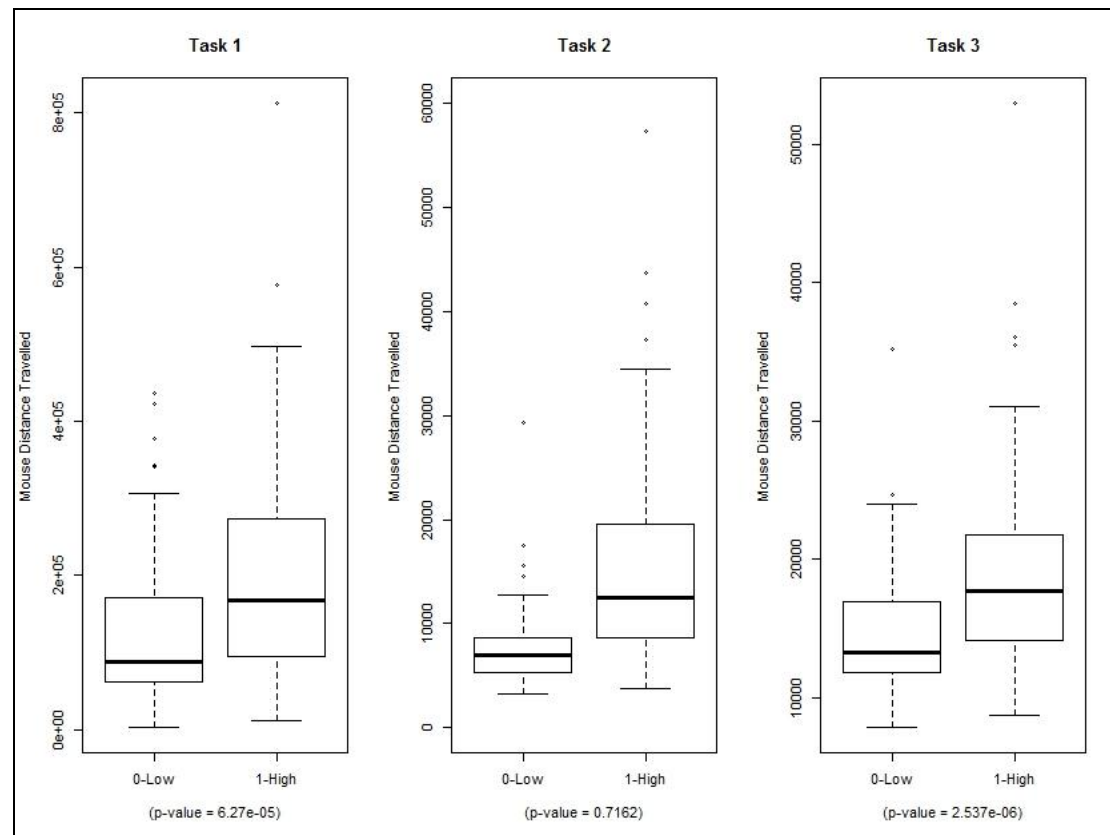 Task 1
Mouse Distance Travelled
8e+05
6e+05
4e+05
2e+05
0e+00
0-Low
1-High
(p-value = 6.27e-05)
Task 2
Mouse Distance Travelled
60000
50000
40000
30000
20000
10000
0
0-Low
1-High
(p-value = 0.7162)
Task 3
Mouse Distance Travelled
50000
40000
30000
20000
10000
0-Low
1-High
(p-value = 2.537e-06)